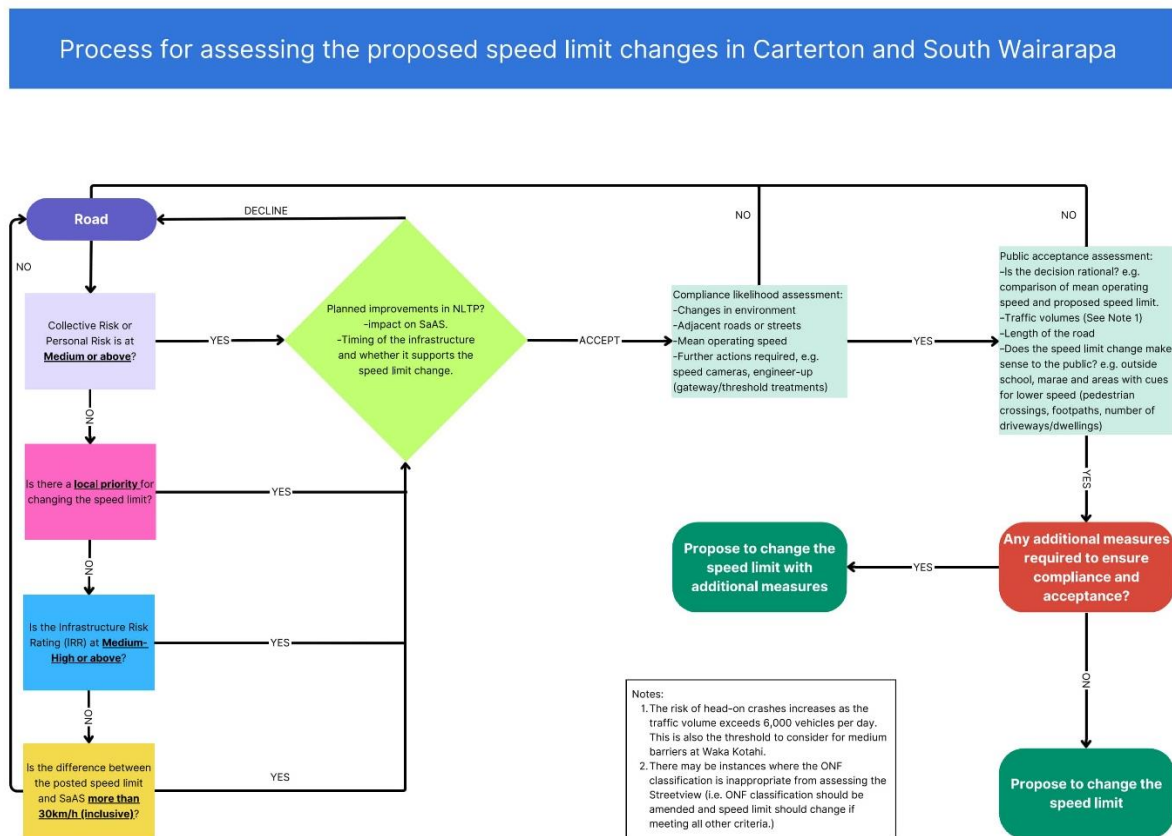 Process for assessing the proposed speed limit changes in Carterton and South Wairarapa
Road
DECLINE
NO
NO
NO
Collective Risk or
Personal Risk is at
Medium or above?
YES
Planned improvements in NLTP?
-impact on SaAS.
-Timing of the infrastructure
and whether it supports the
speed limit change.
ACCEPT
Compliance likelihood assessment:
-Changes in environment
-Adjacent roads or streets
-Mean operating speed
-Further actions required, e.g.
speed cameras, engineer-up
(gateway/threshold treatments)
YES
Public acceptance assessment:
-Is the decision rational? e.g.
comparison of mean operating
speed and proposed speed limit.
-Traffic volumes (See Note 1)
-Length of the road
-Does the speed limit change make
sense to the public? e.g. outside
school, marae and areas with cues
for lower speed (pedestrian
crossings, footpaths, number of
driveways/dwellings)
NO
Is there a local priority for
changing the speed limit?
YES
YES
NO
Propose to change the
speed limit with
additional measures
YES
Any additional measures
required to ensure
compliance and
acceptance?
Is the Infrastructure Risk
Rating (IRR) at Medium-
High or above?
YES
NO
NO
Is the difference between
the posted speed limit
and SaAS more than
30km/h (inclusive)?
YES
Notes:
1. The risk of head-on crashes increases as the
traffic volume exceeds 6,000 vehicles per day.
This is also the threshold to consider for medium
barriers at Waka Kotahi.
2. There may be instances where the ONF
classification is inappropriate from assessing the
Streetview (i.e. ONF classification should be
amended and speed limit should change if
meeting all other criteria.)
Propose to change the
speed limit